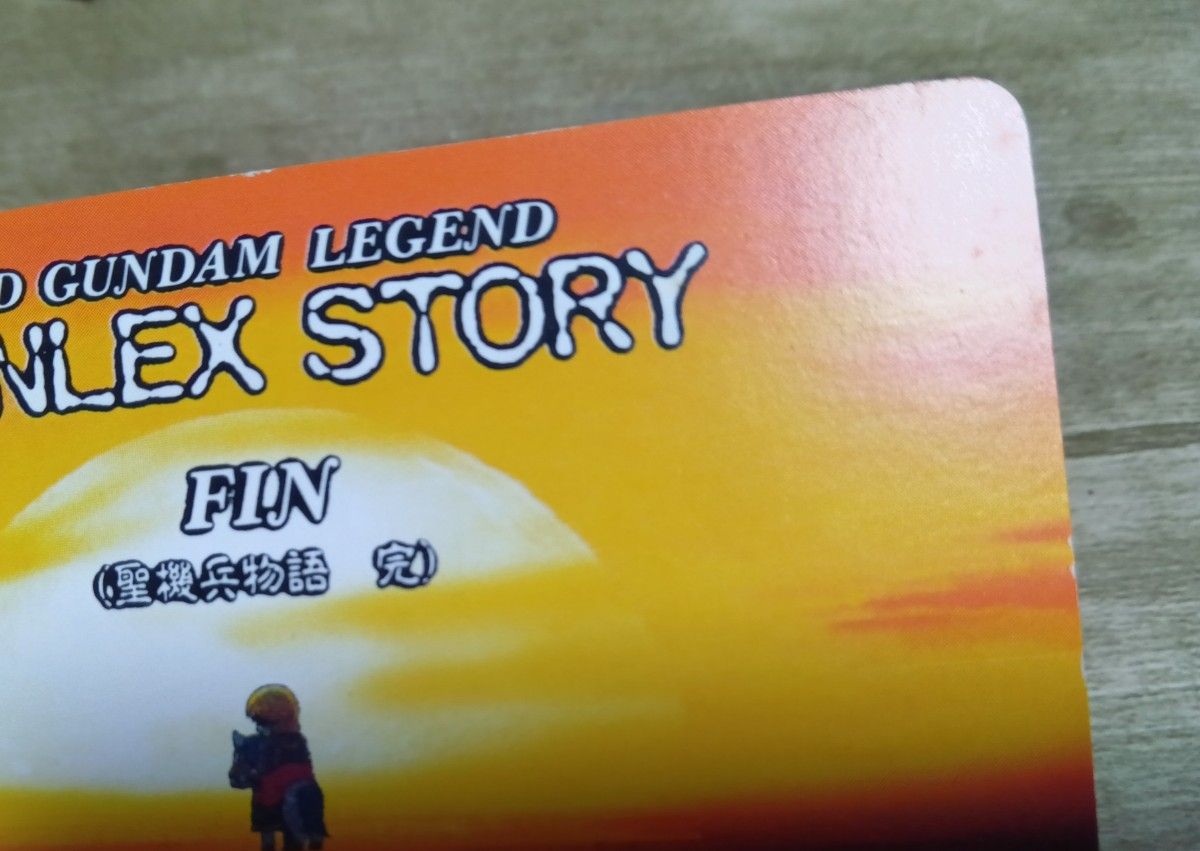 D GUNDAM LEGEND
NLEX STORY
FIN
(聖機兵物語 完)